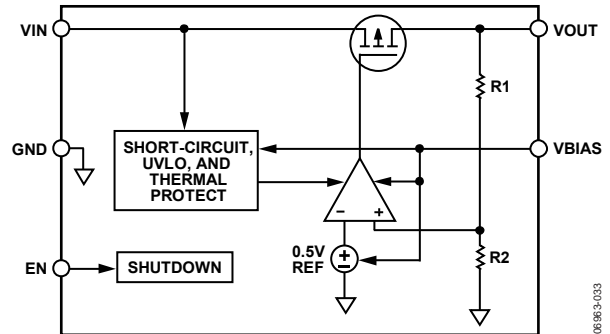 VIN
VOUT
R1
GND
SHORT-CIRCUIT,
UVLO, AND
THERMAL
PROTECT
VBIAS
– +
0.5V
REF
+
–
R2
EN
SHUTDOWN
06963-033